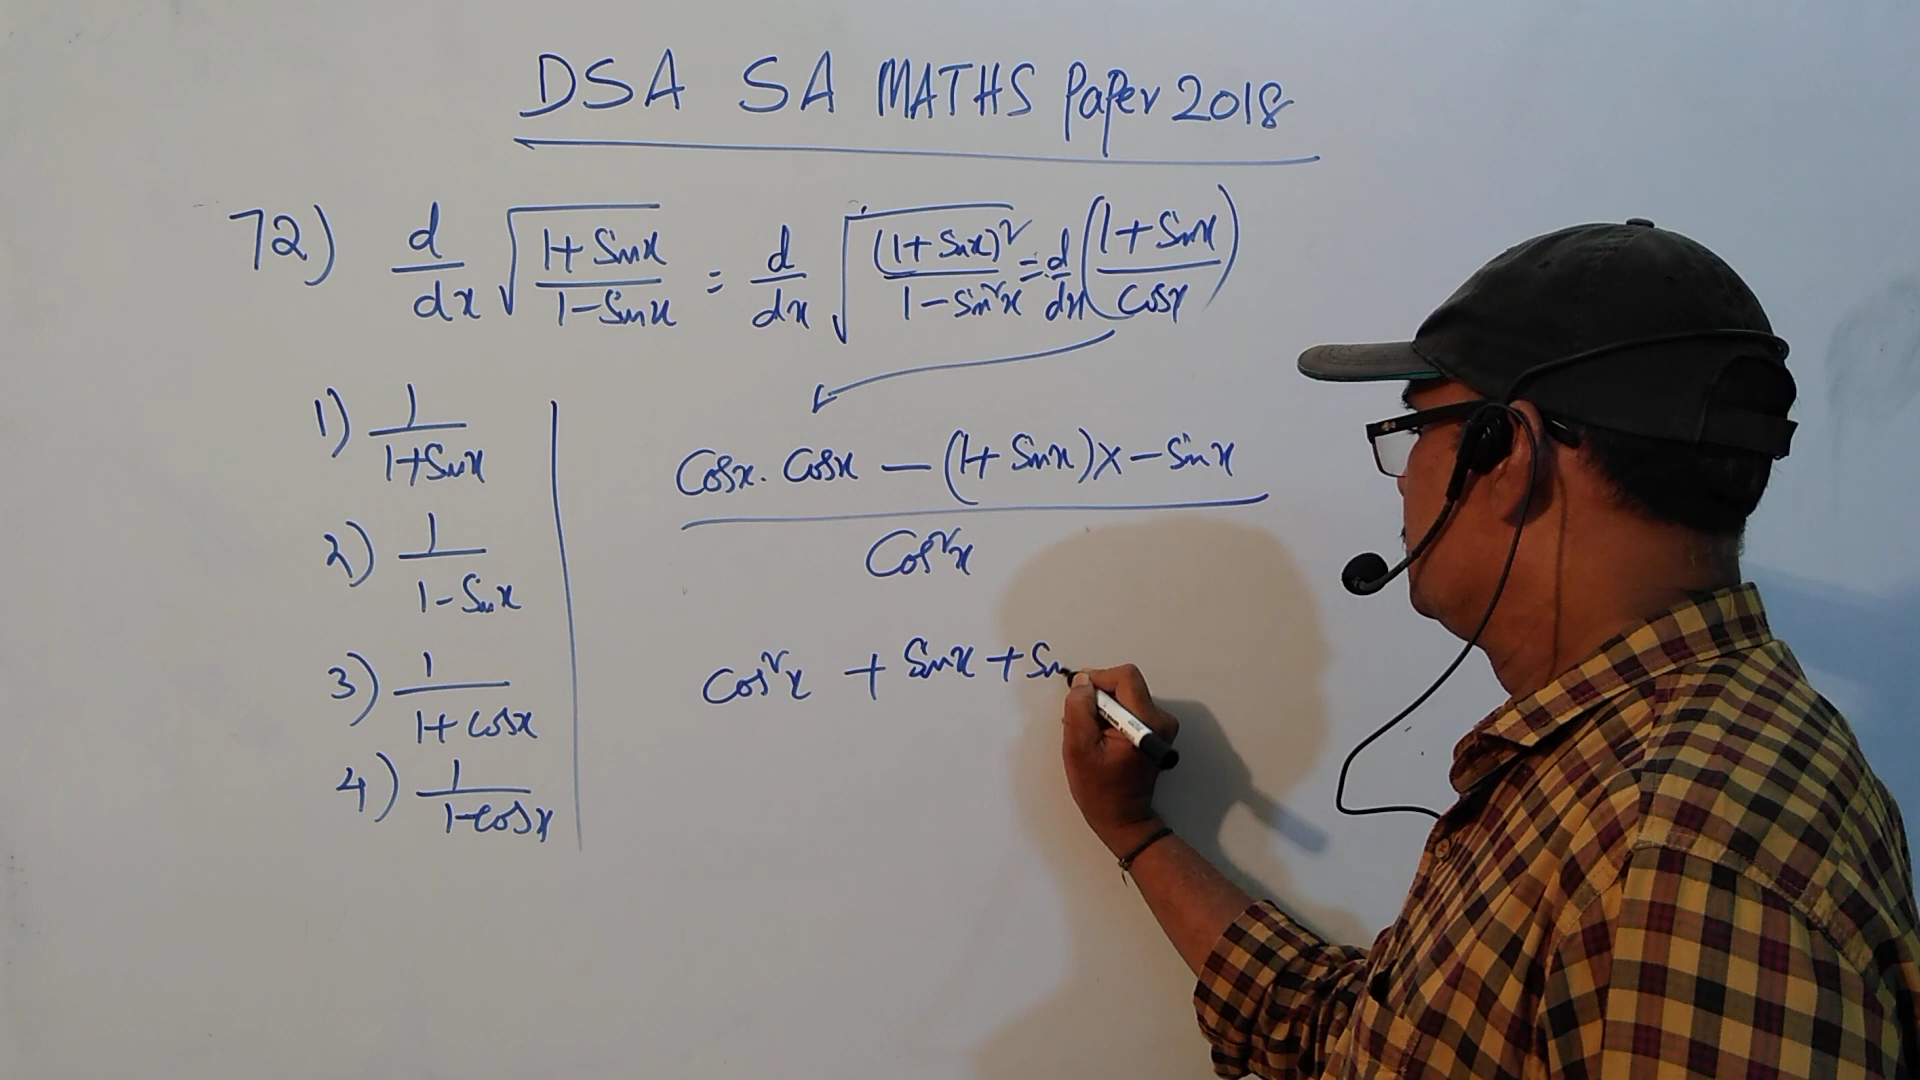 DSA SA MATHS Paper 2018
72) d/dx √((1+Sinx)/(1-Sinx)) = d/dx √((1+Sinx)²/(1-Sin²x)) = d/dx ((1+Sinx)/Cosx)
1) 1/(1+Sinx)
Cosx. Cosx - (1+Sinx)x-Sinx / Cos²x
2) 1/(1-Sinx)
3) 1/(1+Cosx)
Cos²x + Sinx + Sin
4) 1/(1-Cosx)